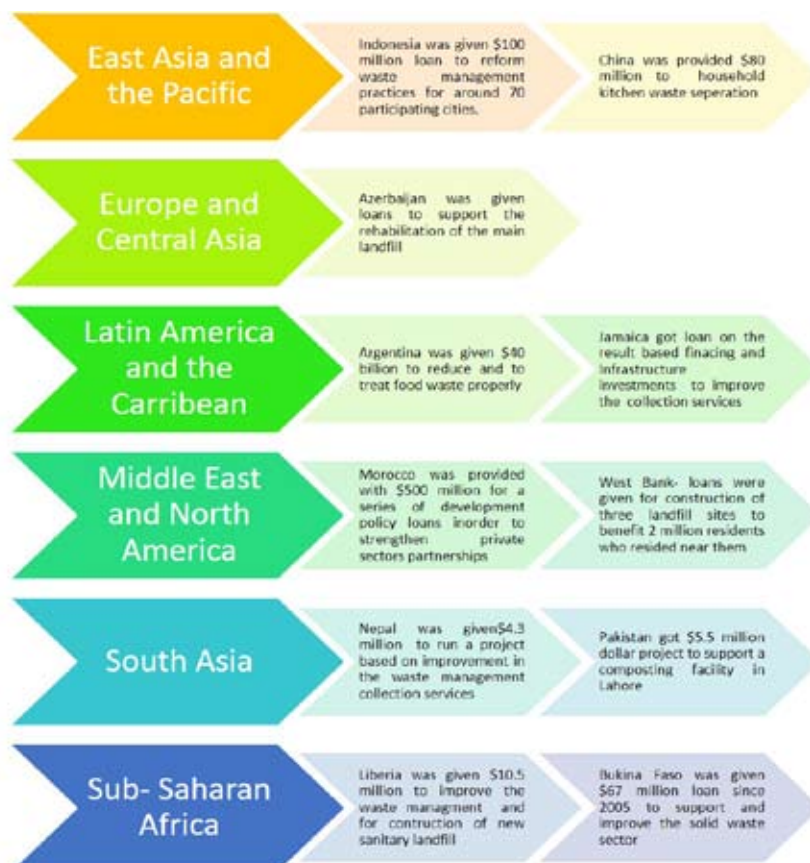 East Asia and
the Pacific
Indonesia was given $100
million loan to reform
waste management
practices for around 70
participating cities.
China was provided $80
million to household
kitchen waste seperation
Europe and
Central Asia
Azerbaijan was given
loans to support the
rehabilitation of the main
landfill
Latin America
and the
Carribean
Argentina was given $40
billion to reduce and to
treat food waste properly
Jamaica got loan on the
result based finacing and
infrastructure
investments to improve
the collection services
Middle East
and North
America
Morocco was provided
with $500 million for a
series of development
policy loans inorder to
strengthen private
sectors partnerships
West Bank- loans were
given for construction of
three landfill sites to
benefit 2 million residents
who resided near them
South Asia
Nepal was given$4.3
million to run a project
based on improvement in
the waste management
collection services
Pakistan got $5.5 million
dollar project to support a
composting facility in
Lahore
Sub- Saharan
Africa
Liberia was given $10.5
million to improve the
waste managment and
for contruction of new
sanitary landfill
Bukina Faso was given
$67 million loan since
2005 to support and
improve the solid waste
sector